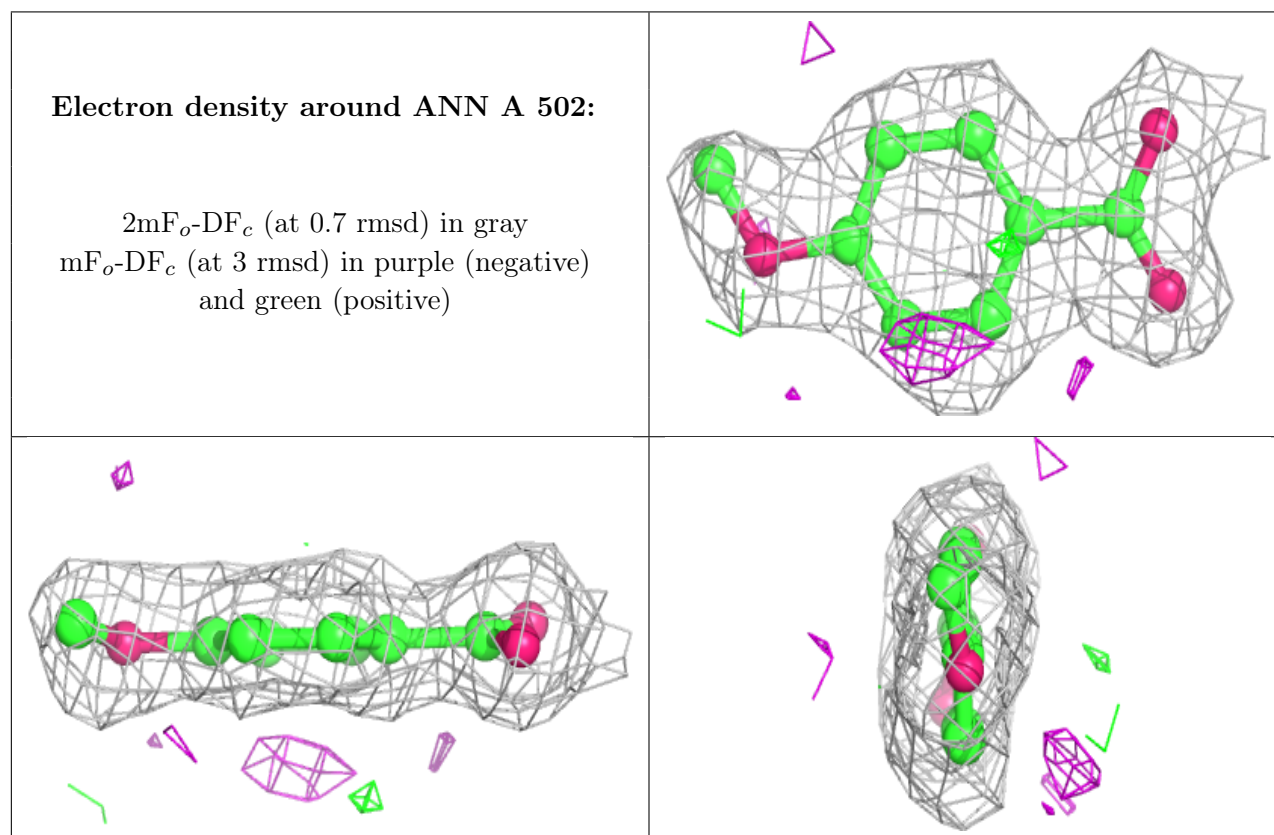 Electron density around ANN A 502:
2mFo-DFc (at 0.7 rmsd) in gray
mFo-DFc (at 3 rmsd) in purple (negative)
and green (positive)